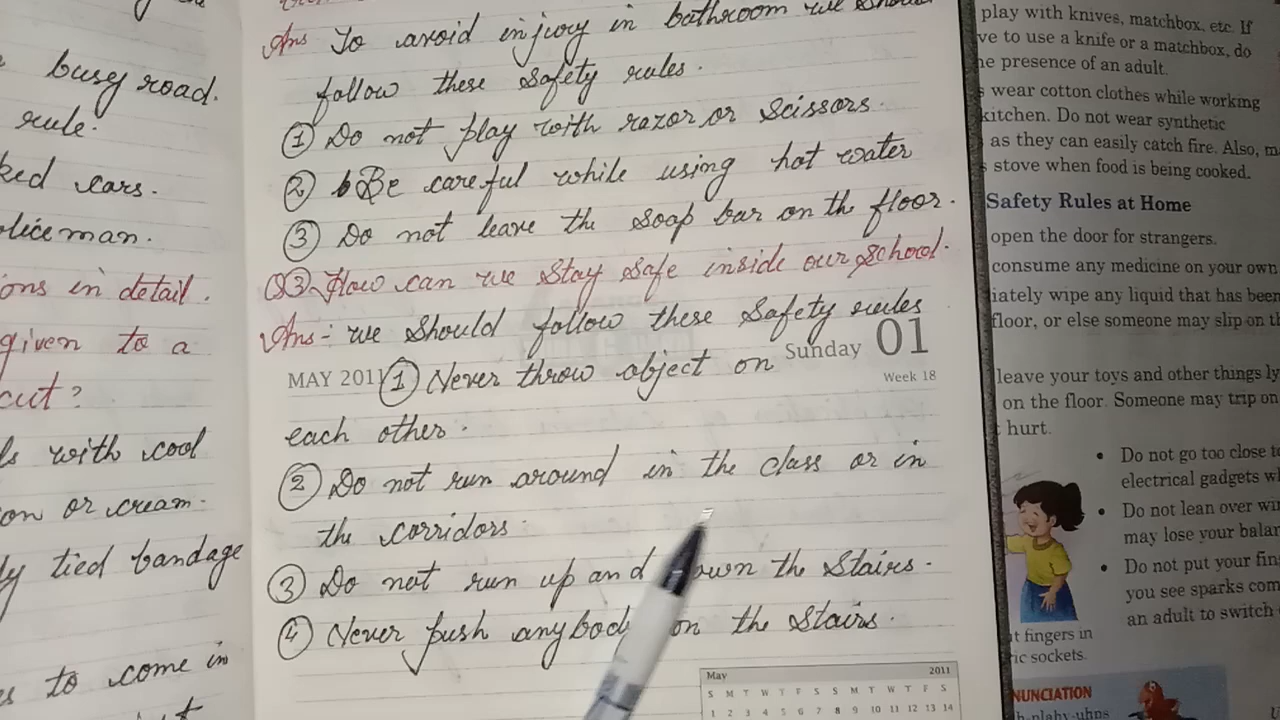 busy road.
rule.
cars.
policeman.
ons in detail.
given to a
cut?
with cool
on or cream.
tied bandage
to come in
Ans To avoid injury in bathroom we should
follow these safety rules.
① Do not play with razor or scissors.
② Be careful while using hot water
③ Do not leave the soap bar on the floor.
Q3 How can we stay safe inside our school.
Ans:- we should follow these safety rules
MAY 2011 Sunday 01
Week 18
① Never throw object on
each other.
② Do not run around in the class or in
the corridors.
③ Do not run up and down the stairs.
④ Never push anybody on the stairs.
May 2011
S M T W T F S S M T W T F S
1 2 3 4 5 6 7 8 9 10 11 12 13 14
play with knives, matchbox, etc. If
ve to use a knife or a matchbox, do
he presence of an adult.
s wear cotton clothes while working
kitchen. Do not wear synthetic
as they can easily catch fire. Also, m
s stove when food is being cooked.
Safety Rules at Home
open the door for strangers.
consume any medicine on your own
iately wipe any liquid that has been
floor, or else someone may slip on th
leave your toys and other things ly
on the floor. Someone may trip on
t hurt.
• Do not go too close to
electrical gadgets wh
• Do not lean over win
may lose your balan
• Do not put your fin
you see sparks com
an adult to switch
t fingers in
ric sockets.
NUNCIATION
h-plahy-uhns